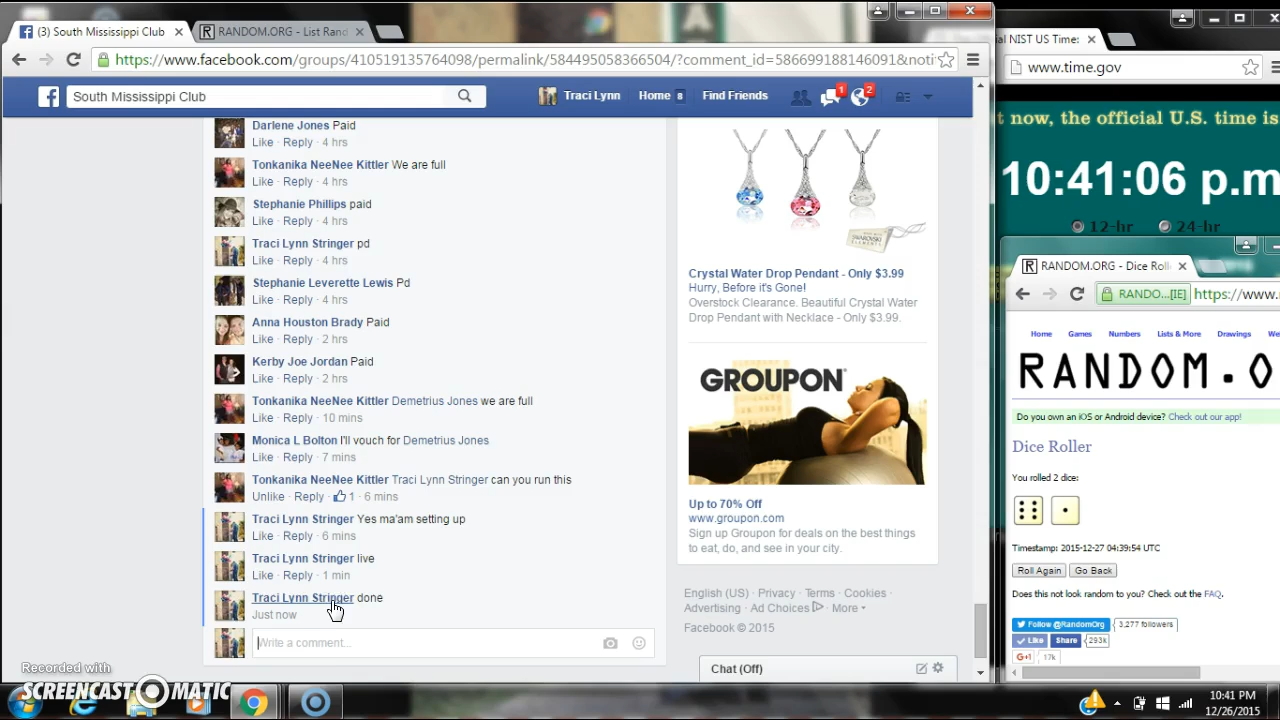 (3) South Mississippi Club
RANDOM.ORG - List Rand
https://www.facebook.com/groups/410519135764098/permalink/584495058366504/?comment_id=586699188146091&noti
South Mississippi Club
Traci Lynn
Home 8
Find Friends
1
2
Darlene Jones Paid
Like · Reply · 4 hrs
Tonkanika NeeNee Kittler We are full
Like · Reply · 4 hrs
Stephanie Phillips paid
Like · Reply · 4 hrs
Traci Lynn Stringer pd
Like · Reply · 4 hrs
Stephanie Leverette Lewis Pd
Like · Reply · 4 hrs
Anna Houston Brady Paid
Like · Reply · 2 hrs
Kerby Joe Jordan Paid
Like · Reply · 2 hrs
Tonkanika NeeNee Kittler Demetrius Jones we are full
Like · Reply · 10 mins
Monica L Bolton I'll vouch for Demetrius Jones
Like · Reply · 7 mins
Tonkanika NeeNee Kittler Traci Lynn Stringer can you run this
Unlike · Reply · 1 · 6 mins
Traci Lynn Stringer Yes ma'am setting up
Like · Reply · 6 mins
Traci Lynn Stringer live
Like · Reply · 1 min
Traci Lynn Stringer done
Just now
Write a comment...
SWAROVSKI
ELEMENTS
Crystal Water Drop Pendant - Only $3.99
Hurry, Before it's Gone!
Overstock Clearance. Beautiful Crystal Water
Drop Pendant with Necklace - Only $3.99.
GROUPON
Up to 70% Off
www.groupon.com
Sign up Groupon for deals on the best things
to eat, do, and see in your city.
English (US) · Privacy · Terms · Cookies ·
Advertising · Ad Choices · More
Facebook © 2015
Chat (Off)
ial NIST US Time:
www.time.gov
t now, the official U.S. time is
10:41:06 p.m
12-hr
24-hr
RANDOM.ORG - Dice Rolle
RANDO...[IE]
https://www.r
Home
Games
Numbers
Lists & More
Drawings
We
RANDOM.O
Do you own an iOS or Android device? Check out our app!
Dice Roller
You rolled 2 dice:
Timestamp: 2015-12-27 04:39:54 UTC
Roll Again
Go Back
Does this not look random to you? Check out the FAQ.
Follow @RandomOrg
3,277 followers
Like
Share
293k
G+1
17k
Recorded with
SCREENCAST-O-MATIC
10:41 PM
12/26/2015